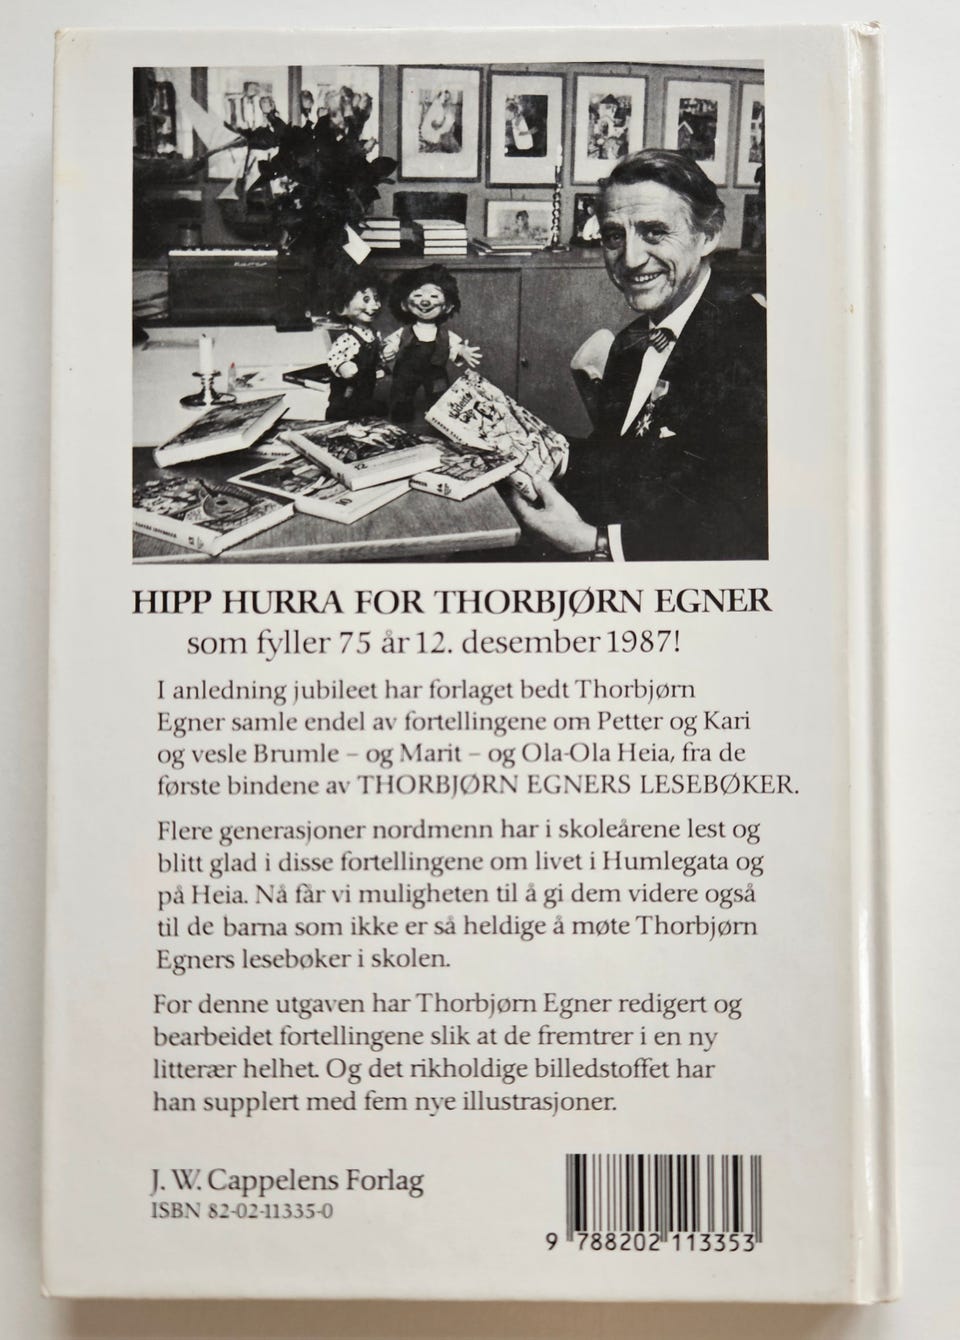 HIPP HURRA FOR THORBJØRN EGNER
som fyller 75 år 12. desember 1987!
I anledning jubileet har forlaget bedt Thorbjørn
Egner samle endel av fortellingene om Petter og Kari
og vesle Brumle – og Marit – og Ola-Ola Heia, fra de
første bindene av THORBJØRN EGNERS LESEBØKER.
Flere generasjoner nordmenn har i skoleårene lest og
blitt glad i disse fortellingene om livet i Humlegata og
på Heia. Nå får vi muligheten til å gi dem videre også
til de barna som ikke er så heldige å møte Thorbjørn
Egners lesebøker i skolen.
For denne utgaven har Thorbjørn Egner redigert og
bearbeidet fortellingene slik at de fremtrer i en ny
litterær helhet. Og det rikholdige billedstoffet har
han supplert med fem nye illustrasjoner.
J. W. Cappelens Forlag
ISBN 82-02-11335-0
9 788202 113353